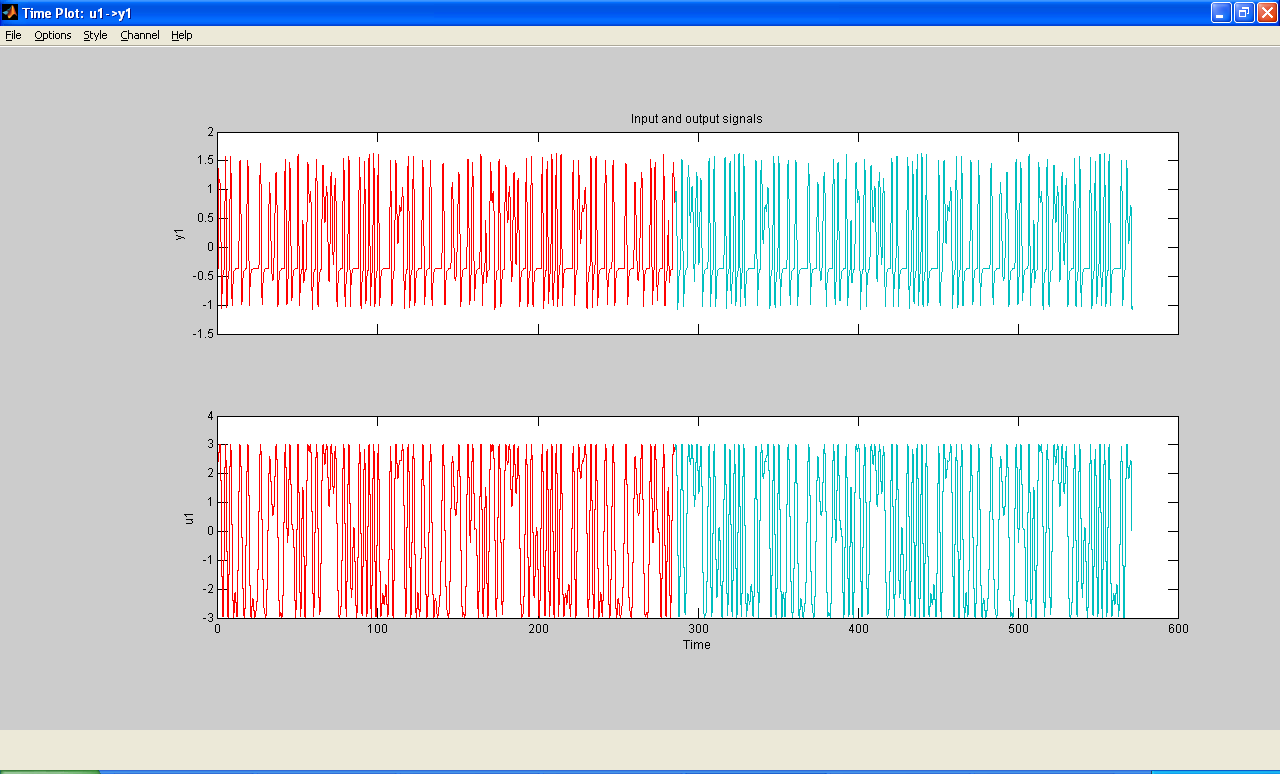 Time Plot: u1->y1
File Options Style Channel Help
Input and output signals
2
1.5
1
0.5
0
-0.5
-1
-1.5
y1
4
3
2
1
0
-1
-2
-3
u1
0 100 200 300 400 500 600
Time